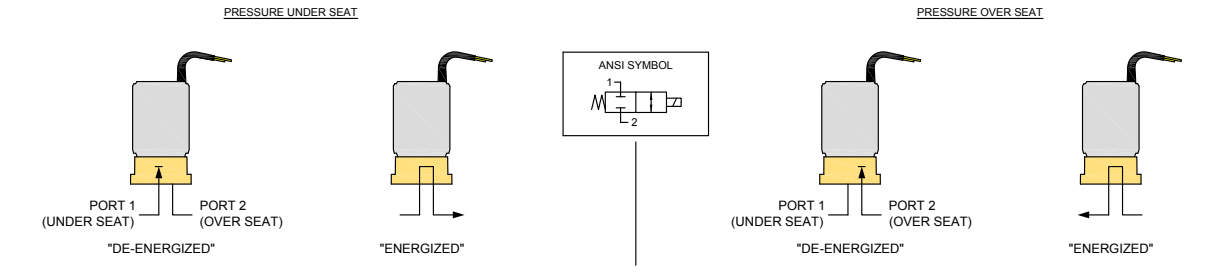 PRESSURE UNDER SEAT
PRESSURE OVER SEAT
ANSI SYMBOL
1
2
PORT 1
(UNDER SEAT)
PORT 2
(OVER SEAT)
"DE-ENERGIZED"
"ENERGIZED"
PORT 1
(UNDER SEAT)
PORT 2
(OVER SEAT)
"DE-ENERGIZED"
"ENERGIZED"